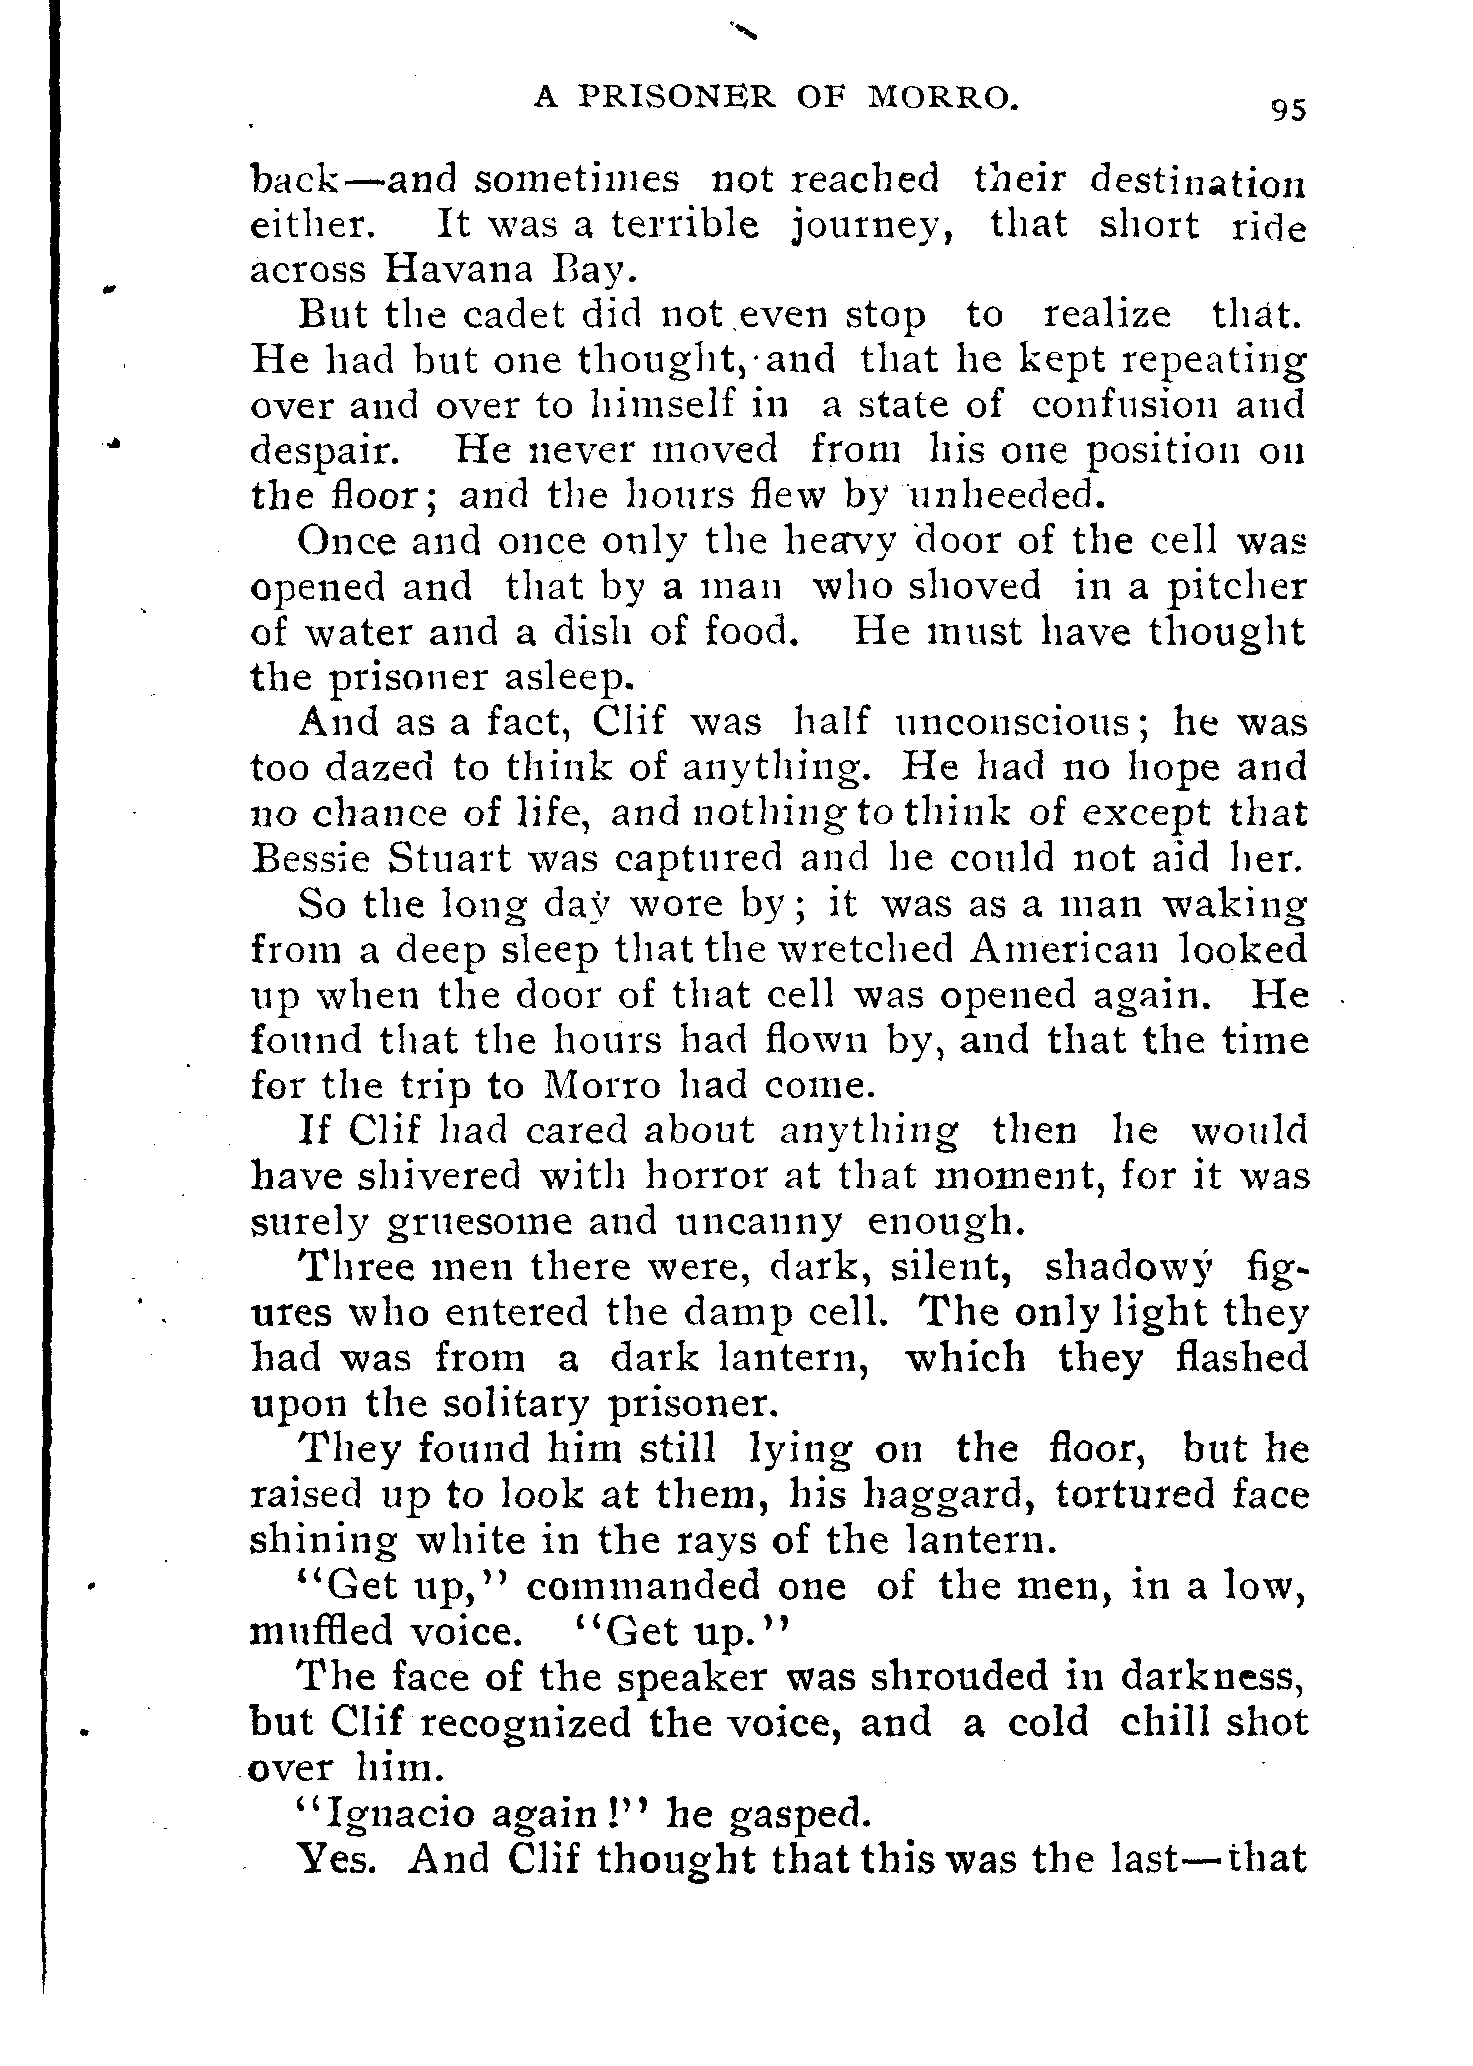 A PRISONER OF MORRO.
95
back—and sometimes not reached their destination
either. It was a terrible journey, that short ride
across Havana Bay.
But the cadet did not even stop to realize that.
He had but one thought, and that he kept repeating
over and over to himself in a state of confusion and
despair. He never moved from his one position on
the floor; and the hours flew by unheeded.
Once and once only the heavy door of the cell was
opened and that by a man who shoved in a pitcher
of water and a dish of food. He must have thought
the prisoner asleep.
And as a fact, Clif was half unconscious; he was
too dazed to think of anything. He had no hope and
no chance of life, and nothing to think of except that
Bessie Stuart was captured and he could not aid her.
So the long day wore by; it was as a man waking
from a deep sleep that the wretched American looked
up when the door of that cell was opened again. He
found that the hours had flown by, and that the time
for the trip to Morro had come.
If Clif had cared about anything then he would
have shivered with horror at that moment, for it was
surely gruesome and uncanny enough.
Three men there were, dark, silent, shadowy fig-
ures who entered the damp cell. The only light they
had was from a dark lantern, which they flashed
upon the solitary prisoner.
They found him still lying on the floor, but he
raised up to look at them, his haggard, tortured face
shining white in the rays of the lantern.
"Get up," commanded one of the men, in a low,
muffled voice. "Get up."
The face of the speaker was shrouded in darkness,
but Clif recognized the voice, and a cold chill shot
over him.
"Ignacio again!" he gasped.
Yes. And Clif thought that this was the last—that